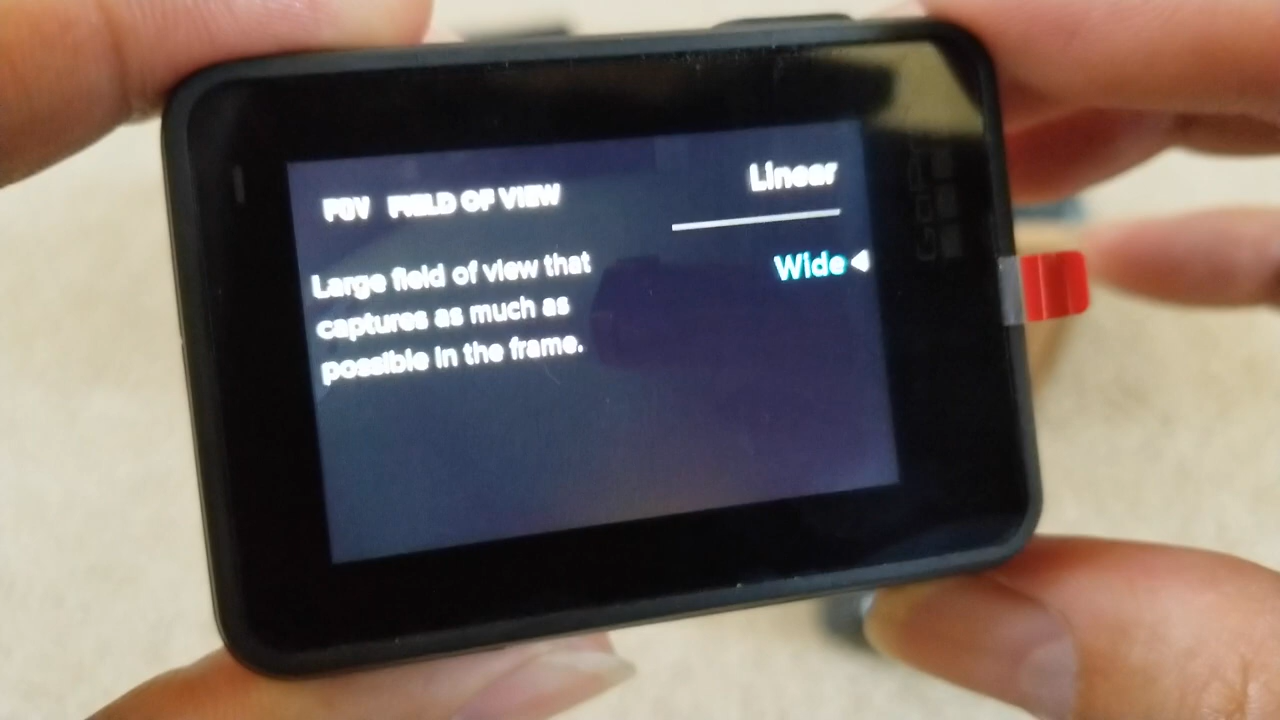 FOV FIELD OF VIEW
Linear
Large field of view that
captures as much as
possible in the frame.
Wide
GoPro